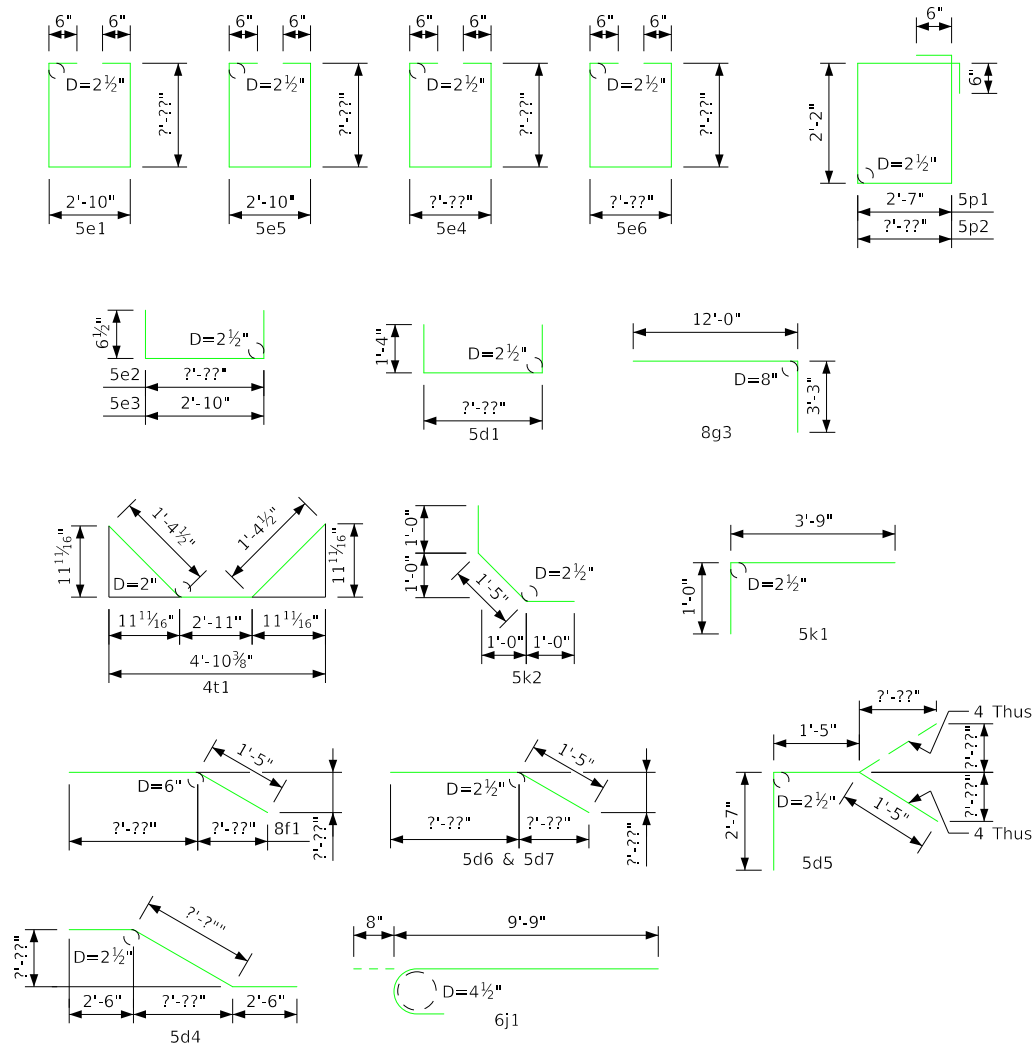 6" 6" 6" 6" 6" 6" 6" 6" 6"
D=2½" D=2½" D=2½" D=2½" 6"
?'-??" ?'-??" ?'-??" ?'-??" 2'-2" D=2½"
2'-10" 2'-10" ?'-??" ?'-??" 2'-7" 5p1
5e1 5e5 5e4 5e6 ?'-??" 5p2
6½" D=2½" 1'-4" D=2½" 12'-0" D=8" 3'-3"
5e2 ?'-??"
5e3 2'-10" ?'-??" 8g3
5d1
11 11/16" 1'-4½" 1'-4½" 11 11/16" D=2" 1'-0" 1'-0" 1'-5" D=2½" 3'-9" 1'-0" D=2½"
11 11/16" 2'-11" 11 11/16" 1'-0" 1'-0" 5k1
4'-10⅜" 5k2
4t1
?'-??" 4 Thus
1'-5" 1'-5" 1'-5" ?'-??"
D=6" D=2½" D=2½" 1'-5" ?'-??"
?'-??" ?'-??" 8f1 ?'-??" ?'-??" ?'-??" ?'-??" 2'-7" 4 Thus
5d6 & 5d7 5d5
?'-??" D=2½" ?'-?"" 8" 9'-9"
2'-6" ?'-??" 2'-6" D=4½"
5d4 6j1